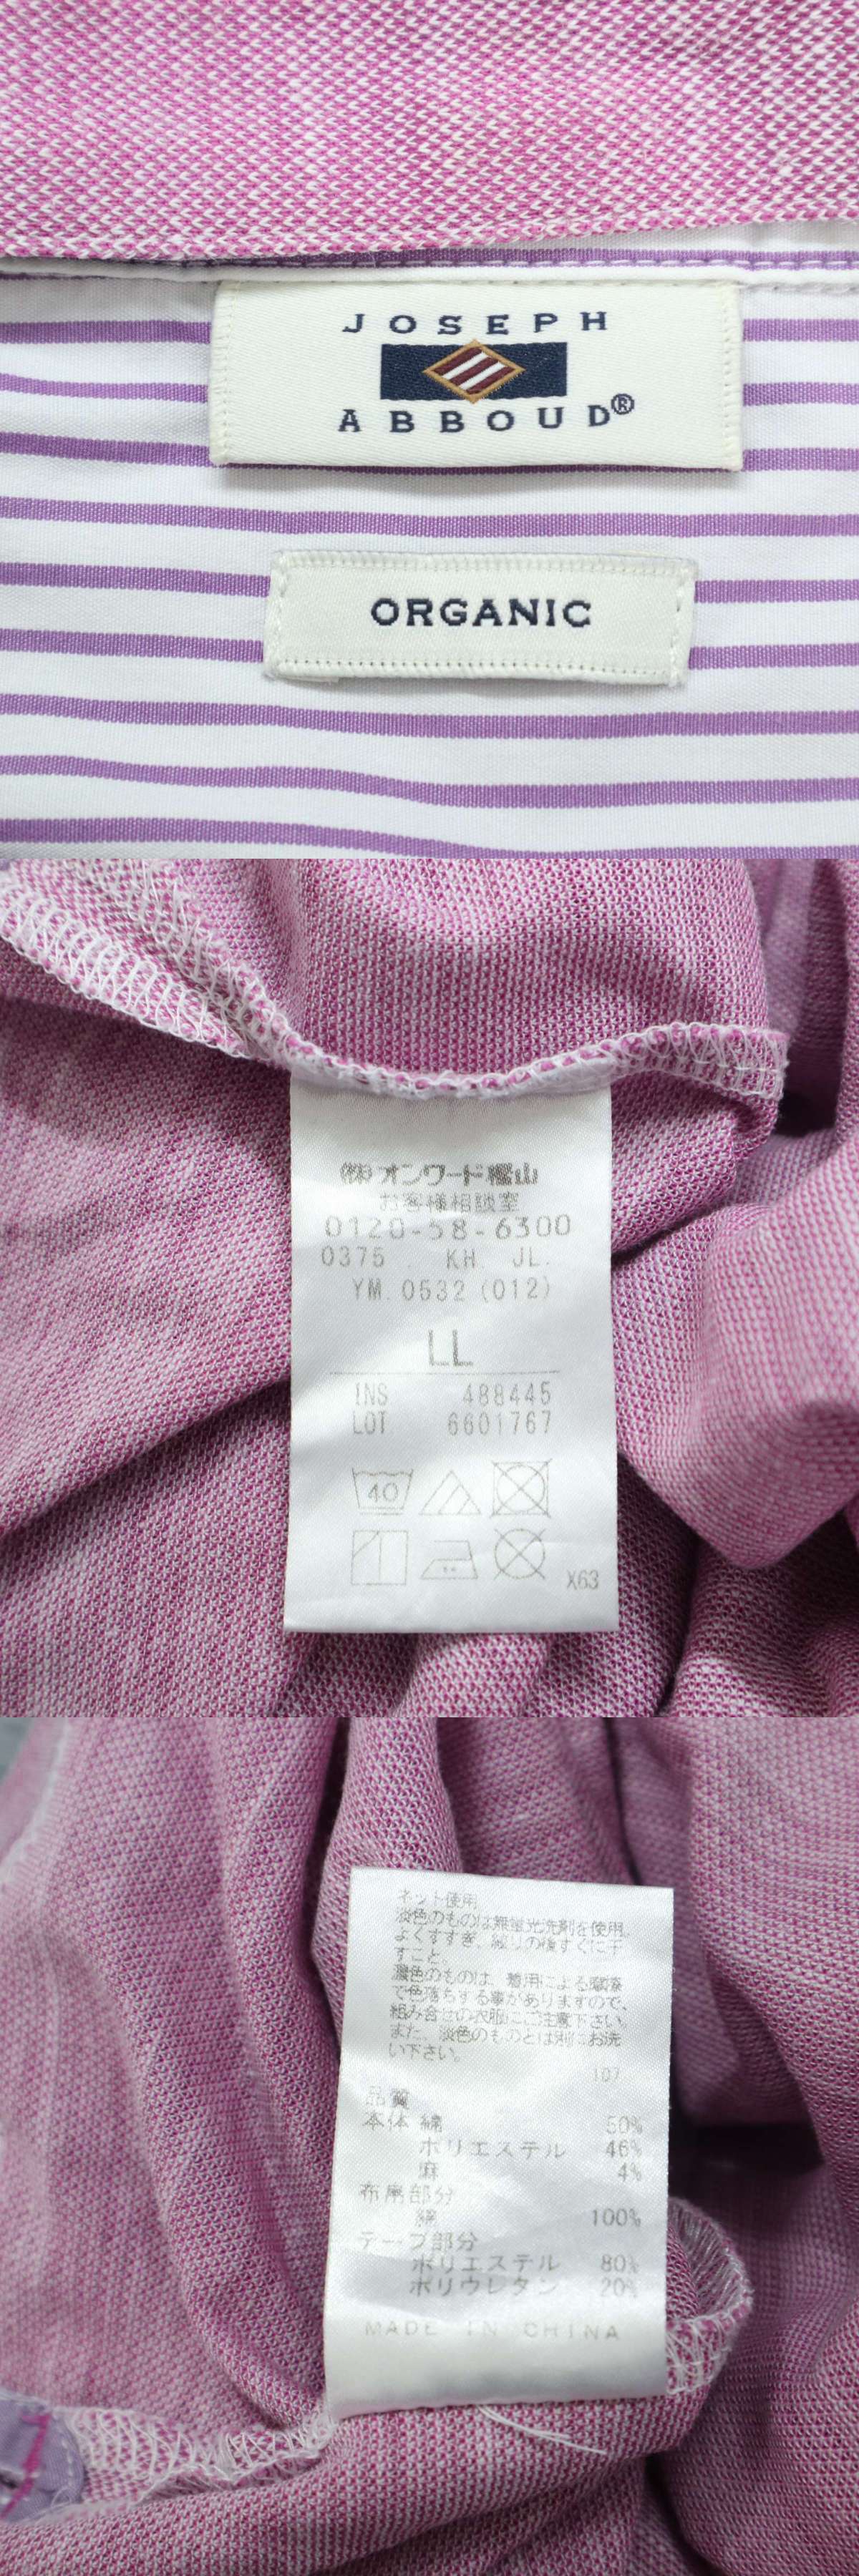 JOSEPH
ABBOUD®
ORGANIC
㈱オンワード樫山
お客様相談室
0120-58-6300
0375 . KH. JL.
YM. 0532 (012)
LL
INS 488445
LOT 6601767
40
X63
ネット使用
淡色のものは無蛍光洗剤を使用、
よくすすぎ、絞りの後すぐに干
すこと。
濃色のものは、着用による摩擦
で色落ちする事がありますので、
組み合せの衣服にご注意下さい。
また、淡色のものとは別にお洗
い下さい。
107
品質
本体 綿 50%
ポリエステル 46%
麻 4%
布帛部分
綿 100%
テープ部分
ポリエステル 80%
ポリウレタン 20%
MADE IN CHINA